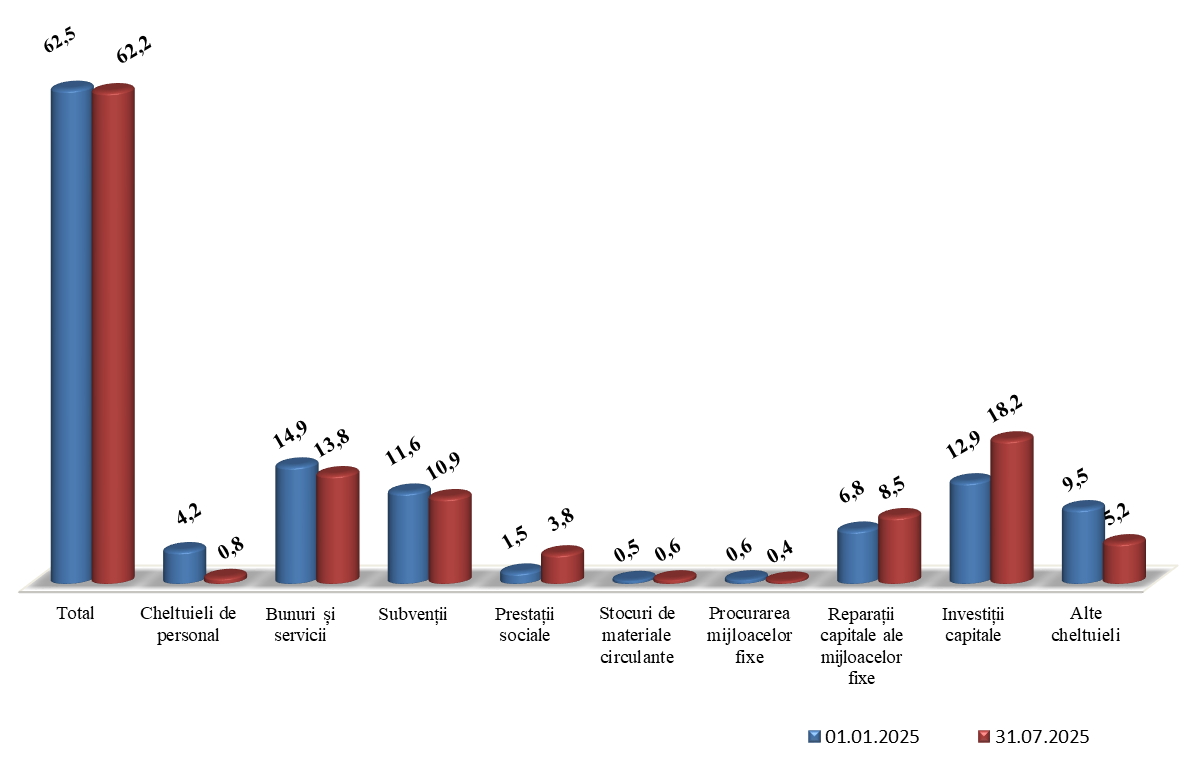 62,5
62,2
4,2
0,8
14,9
13,8
11,6
10,9
1,5
3,8
0,5
0,6
0,6
0,4
6,8
8,5
12,9
18,2
9,5
5,2
Total
Cheltuieli de
personal
Bunuri și
servicii
Subvenții
Prestații
sociale
Stocuri de
materiale
circulante
Procurarea
mijloacelor
fixe
Reparații
capitale ale
mijloacelor
fixe
Investiții
capitale
Alte
cheltuieli
01.01.2025
31.07.2025